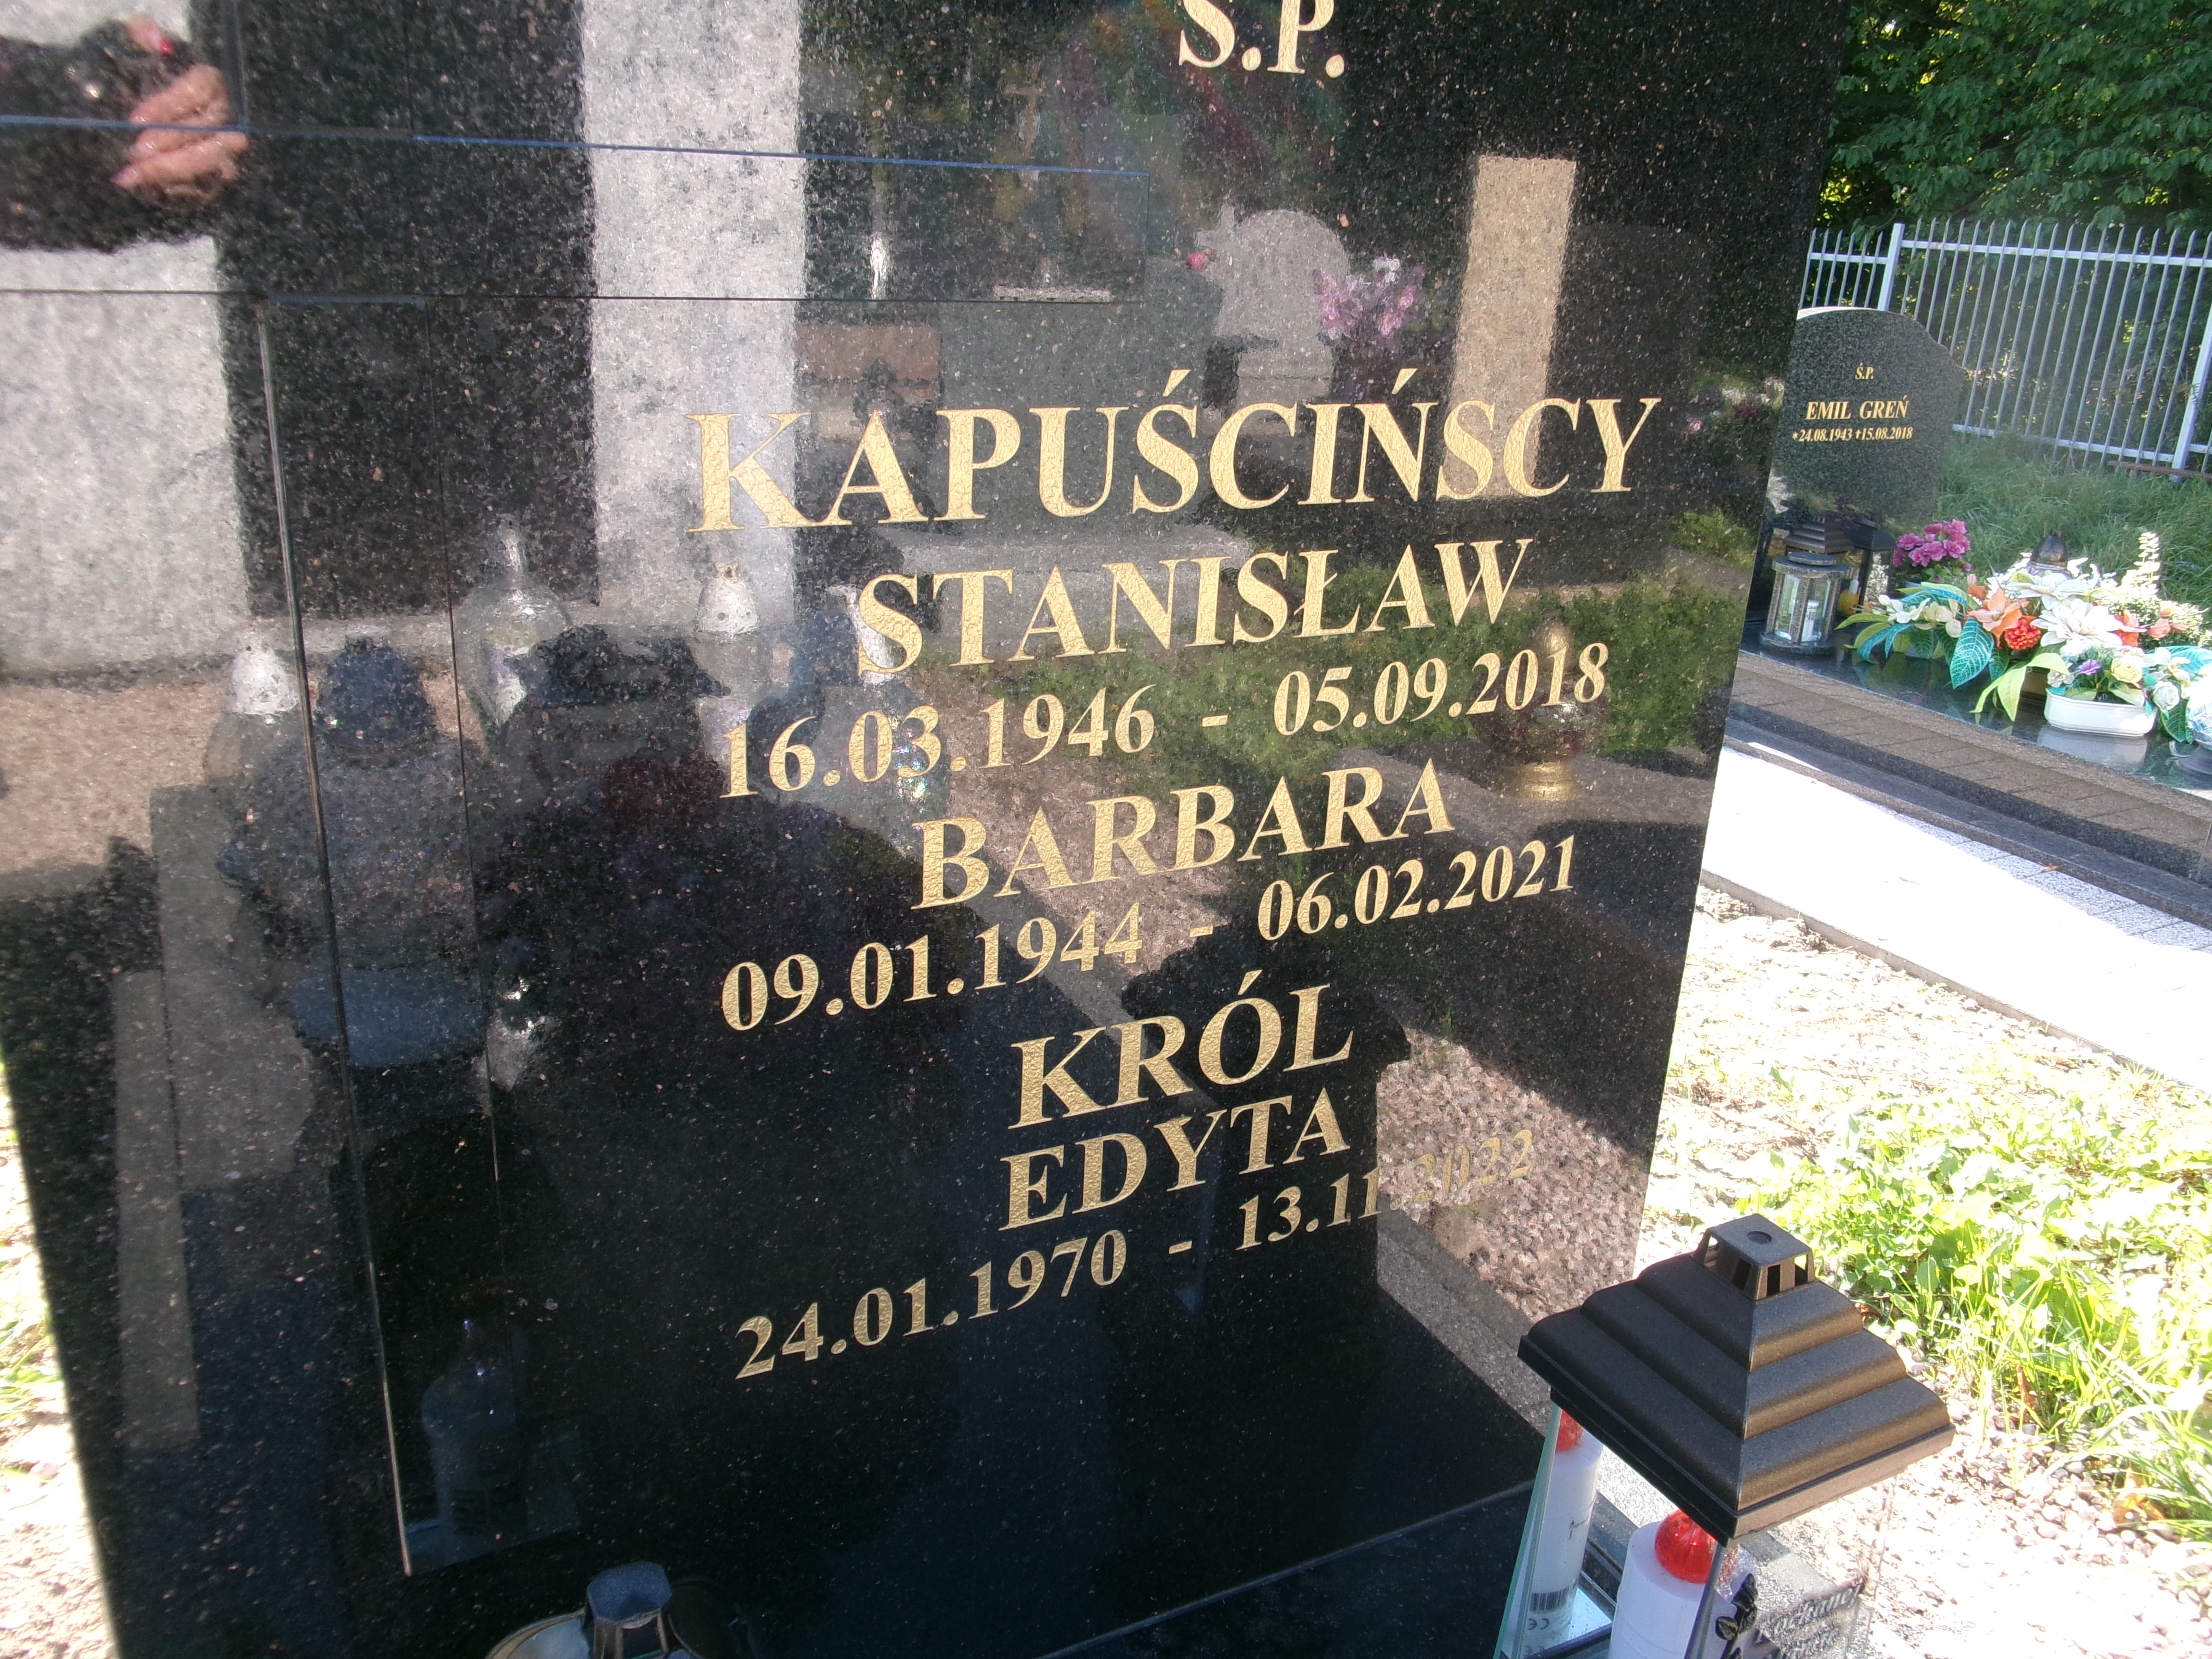 Ś.P.
KAPUŚCIŃSCY
STANISŁAW
16.03.1946 - 05.09.2018
BARBARA
09.01.1944 - 06.02.2021
KRÓL
EDYTA
24.01.1970 - 13.11.2022
Ś.P.
EMIL GREŃ
*24.08.1943 †15.08.2018
CE